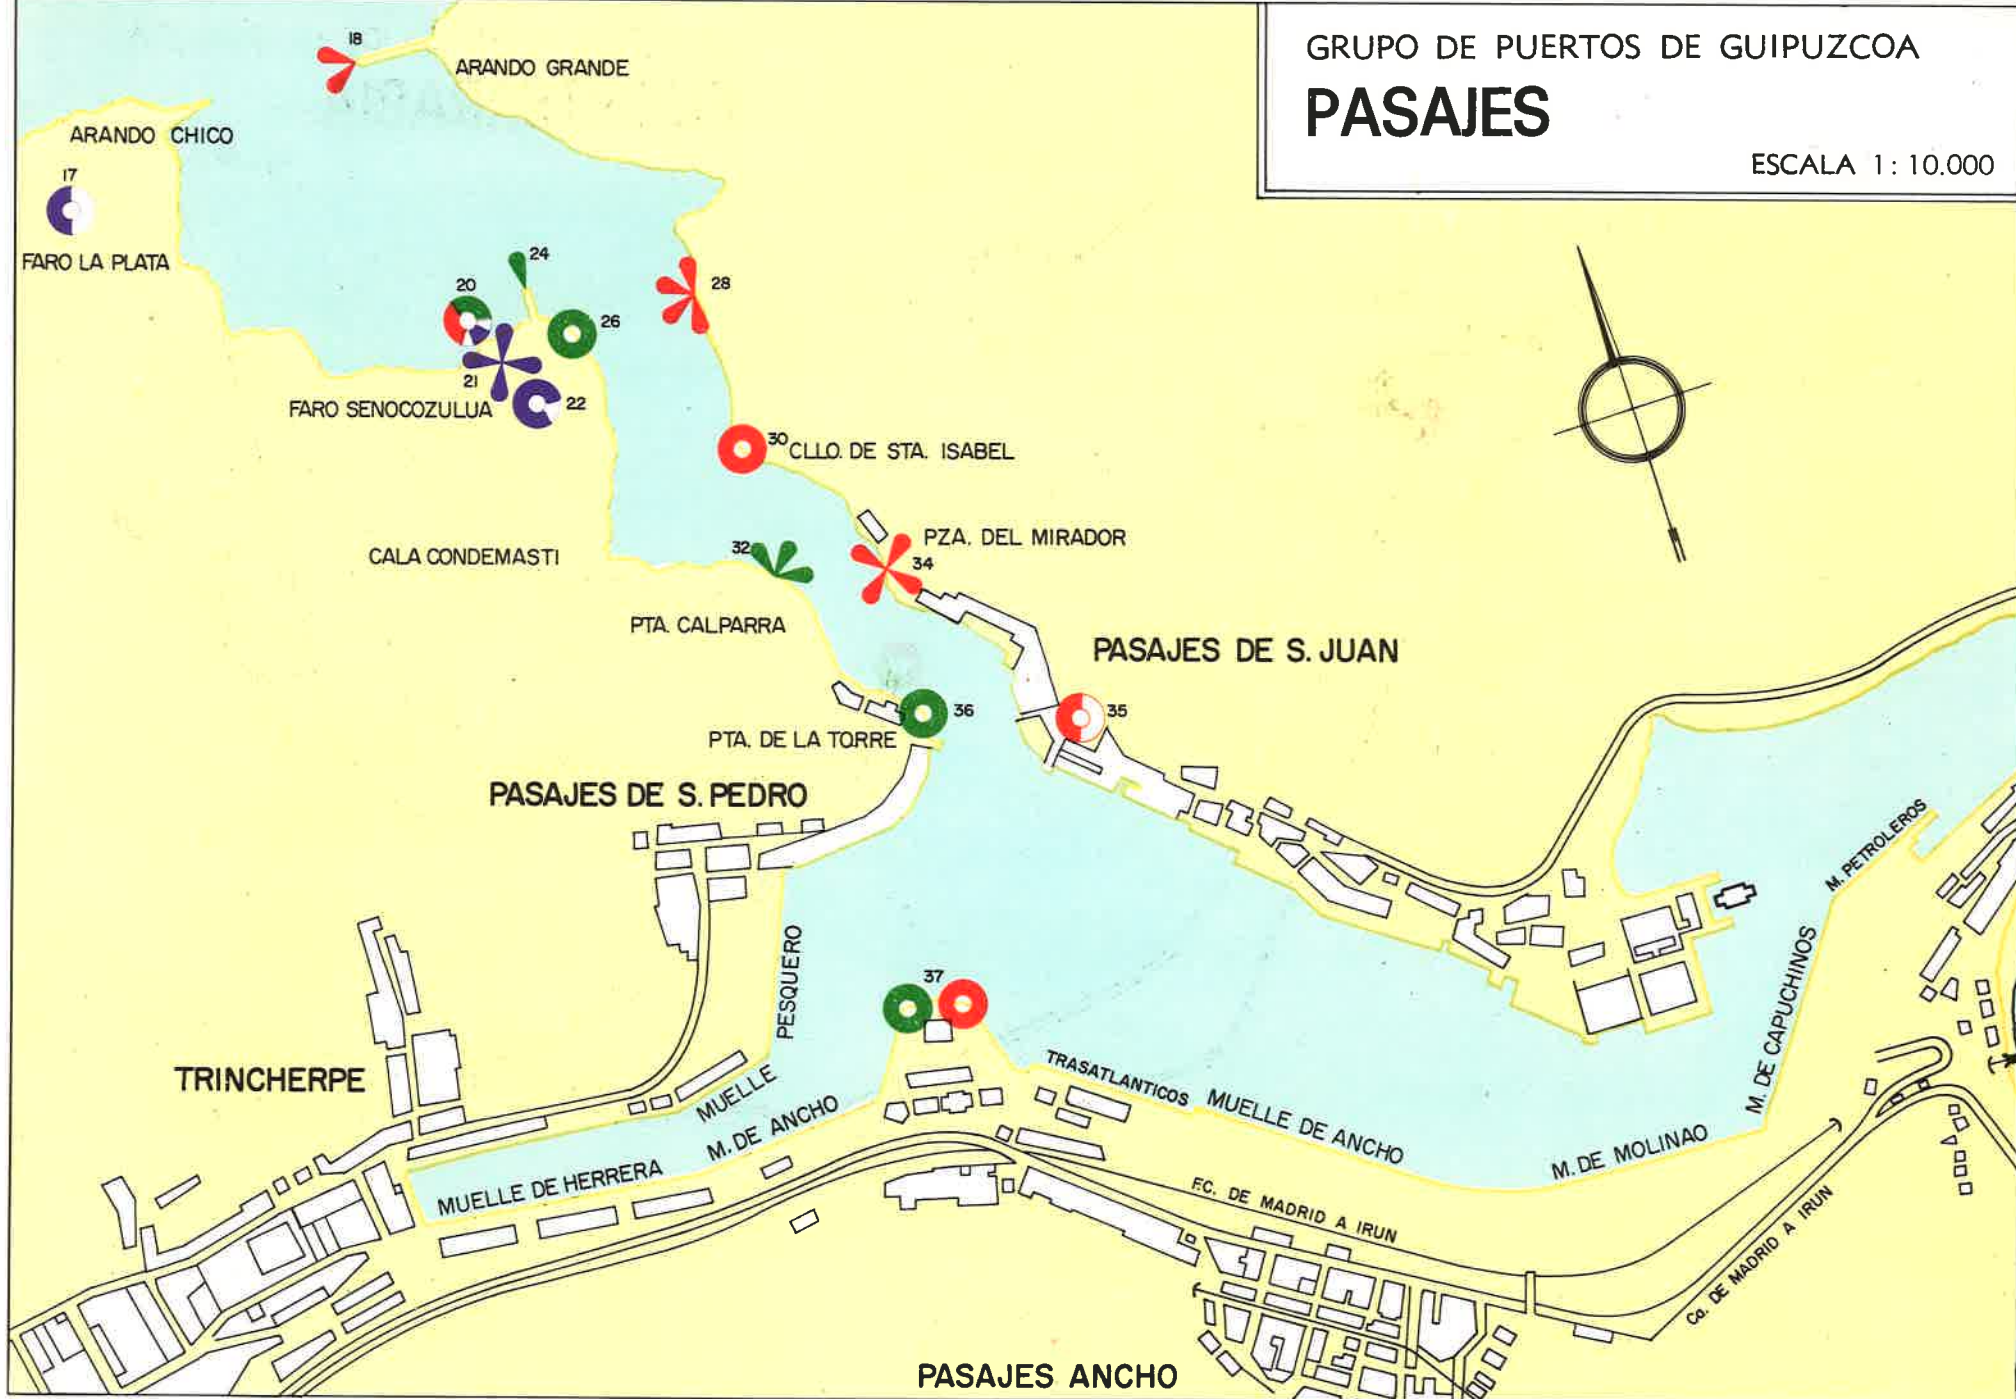 GRUPO DE PUERTOS DE GUIPUZCOA
PASAJES
ESCALA 1: 10.000
18
ARANDO GRANDE
ARANDO CHICO
17
FARO LA PLATA
24
20
26
28
21
22
FARO SENOCOZULUA
30
CLLO. DE STA. ISABEL
CALA CONDEMASTI
32
PZA. DEL MIRADOR
34
PTA. CALPARRA
PASAJES DE S. JUAN
36
35
PTA. DE LA TORRE
PASAJES DE S. PEDRO
M. PETROLEROS
PESQUERO
MUELLE
37
M. DE CAPUCHINOS
TRINCHERPE
TRASATLANTICOS
MUELLE DE ANCHO
M. DE ANCHO
MUELLE DE HERRERA
M. DE MOLINAO
F.C. DE MADRID A IRUN
Ca. DE MADRID A IRUN
PASAJES ANCHO